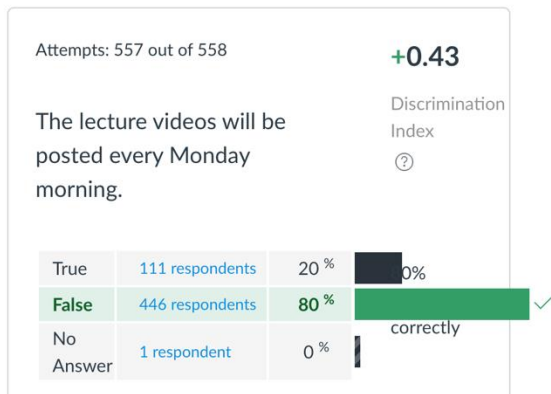 Attempts: 557 out of 558
+0.43
Discrimination
Index
?
The lecture videos will be
posted every Monday
morning.
True 111 respondents 20 %
False 446 respondents 80 %
correctly
No
Answer
1 respondent 0 %